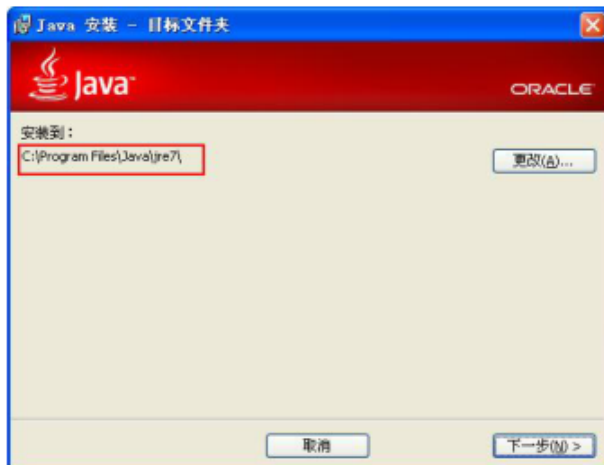 Java 安装 - 目标文件夹
Java
ORACLE
安装到：
C:\Program Files\Java\jre7\
更改(A)...
取消
下一步(N) >